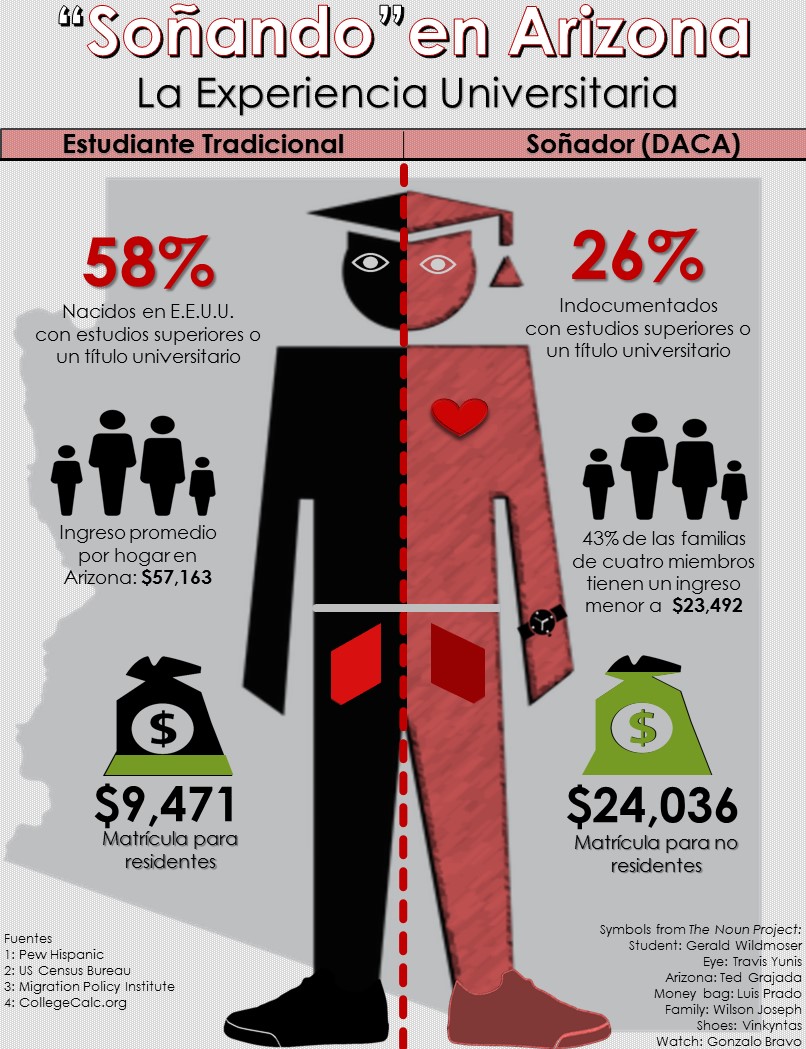 “Soñando” en Arizona
La Experiencia Universitaria
Estudiante Tradicional
Soñador (DACA)
58%
Nacidos en E.E.U.U.
con estudios superiores o
un título universitario
26%
Indocumentados
con estudios superiores o
un título universitario
Ingreso promedio
por hogar en
Arizona: $57,163
43% de las familias
de cuatro miembros
tienen un ingreso
menor a $23,492
$
$9,471
Matrícula para
residentes
$
$24,036
Matrícula para no
residentes
Fuentes
1: Pew Hispanic
2: US Census Bureau
3: Migration Policy Institute
4: CollegeCalc.org
Symbols from The Noun Project:
Student: Gerald Wildmoser
Eye: Travis Yunis
Arizona: Ted Grajada
Money bag: Luis Prado
Family: Wilson Joseph
Shoes: Vinkyntas
Watch: Gonzalo Bravo